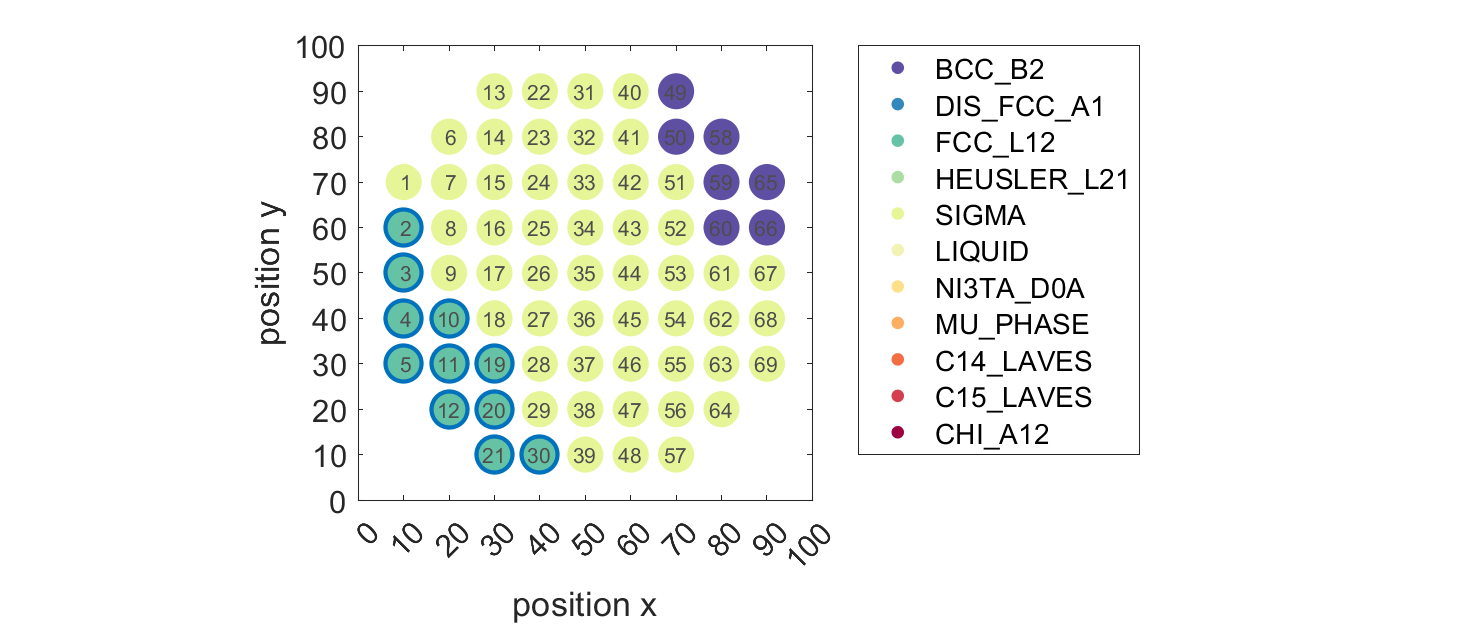 100
90 13 22 31 40 49
80 6 14 23 32 41 50 58
70 1 7 15 24 33 42 51 59 65
60 2 8 16 25 34 43 52 60 66
50 3 9 17 26 35 44 53 61 67
40 4 10 18 27 36 45 54 62 68
30 5 11 19 28 37 46 55 63 69
20 12 20 29 38 47 56 64
10 21 30 39 48 57
0
0 10 20 30 40 50 60 70 80 90 100
position x
position y
BCC_B2
DIS_FCC_A1
FCC_L12
HEUSLER_L21
SIGMA
LIQUID
NI3TA_D0A
MU_PHASE
C14_LAVES
C15_LAVES
CHI_A12